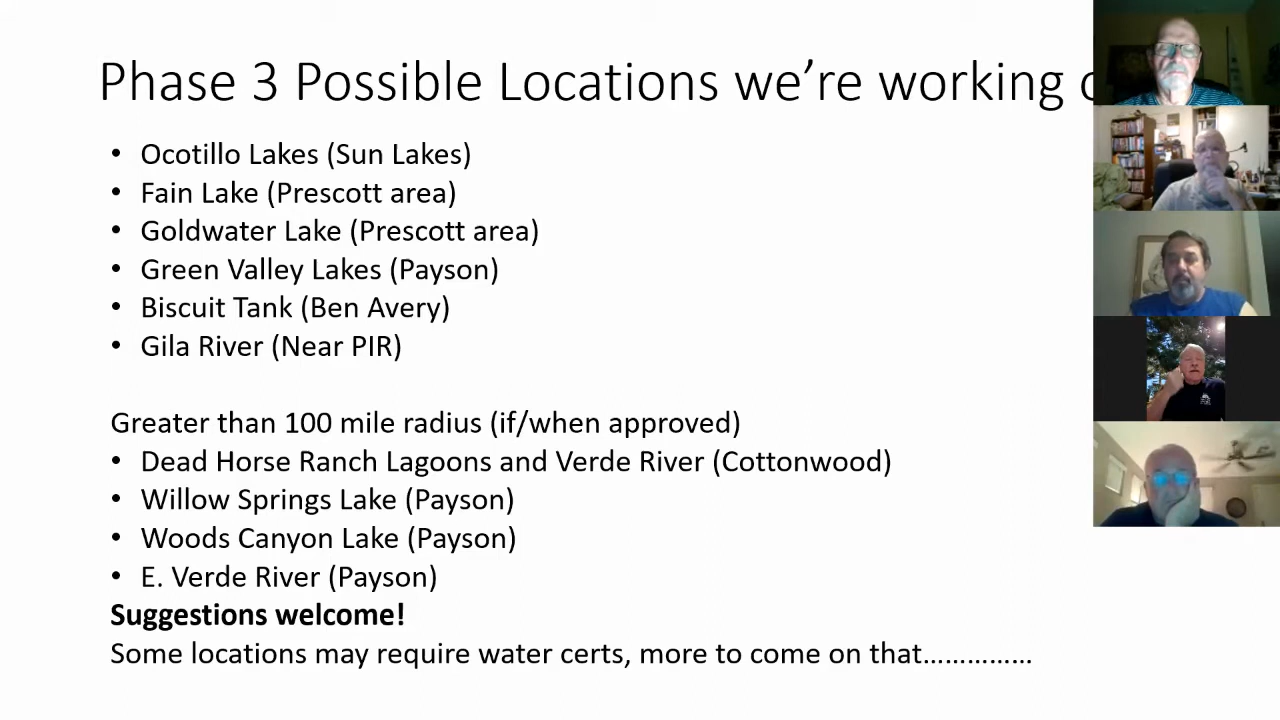 Phase 3 Possible Locations we're working
• Ocotillo Lakes (Sun Lakes)
• Fain Lake (Prescott area)
• Goldwater Lake (Prescott area)
• Green Valley Lakes (Payson)
• Biscuit Tank (Ben Avery)
• Gila River (Near PIR)
Greater than 100 mile radius (if/when approved)
• Dead Horse Ranch Lagoons and Verde River (Cottonwood)
• Willow Springs Lake (Payson)
• Woods Canyon Lake (Payson)
• E. Verde River (Payson)
Suggestions welcome!
Some locations may require water certs, more to come on that……………